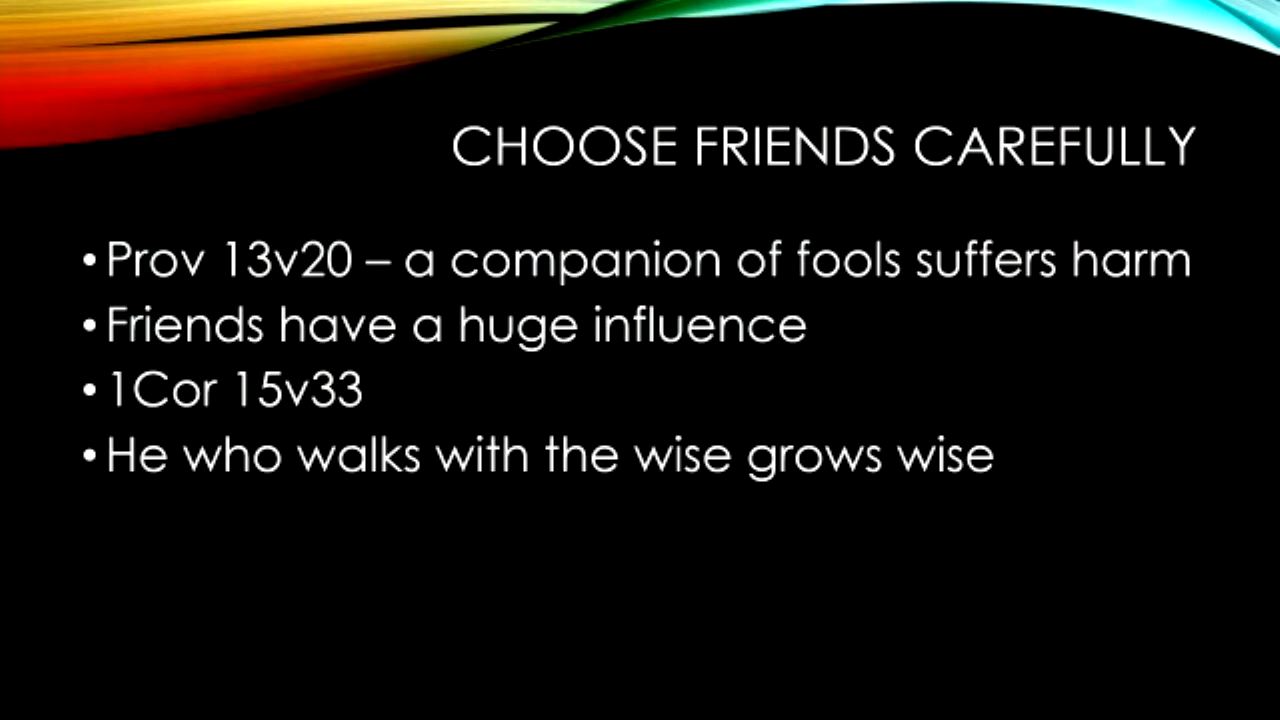 CHOOSE FRIENDS CAREFULLY
•Prov 13v20 – a companion of fools suffers harm
•Friends have a huge influence
•1Cor 15v33
•He who walks with the wise grows wise